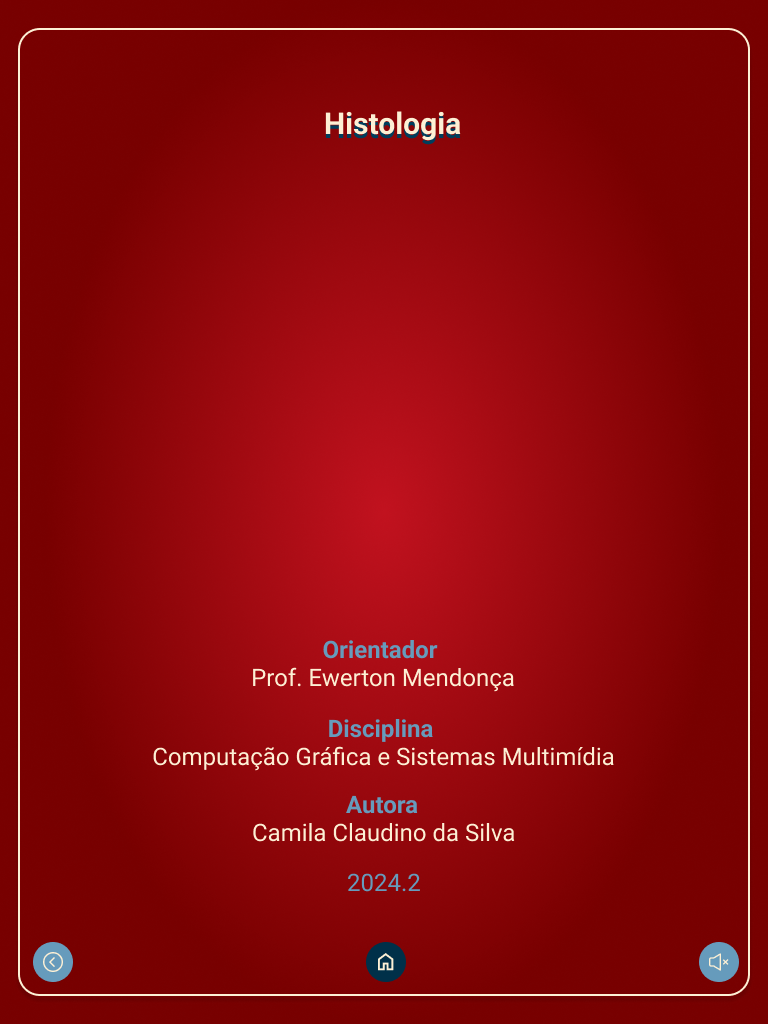 Histologia
Orientador
Prof. Ewerton Mendonça
Disciplina
Computação Gráfica e Sistemas Multimídia
Autora
Camila Claudino da Silva
2024.2